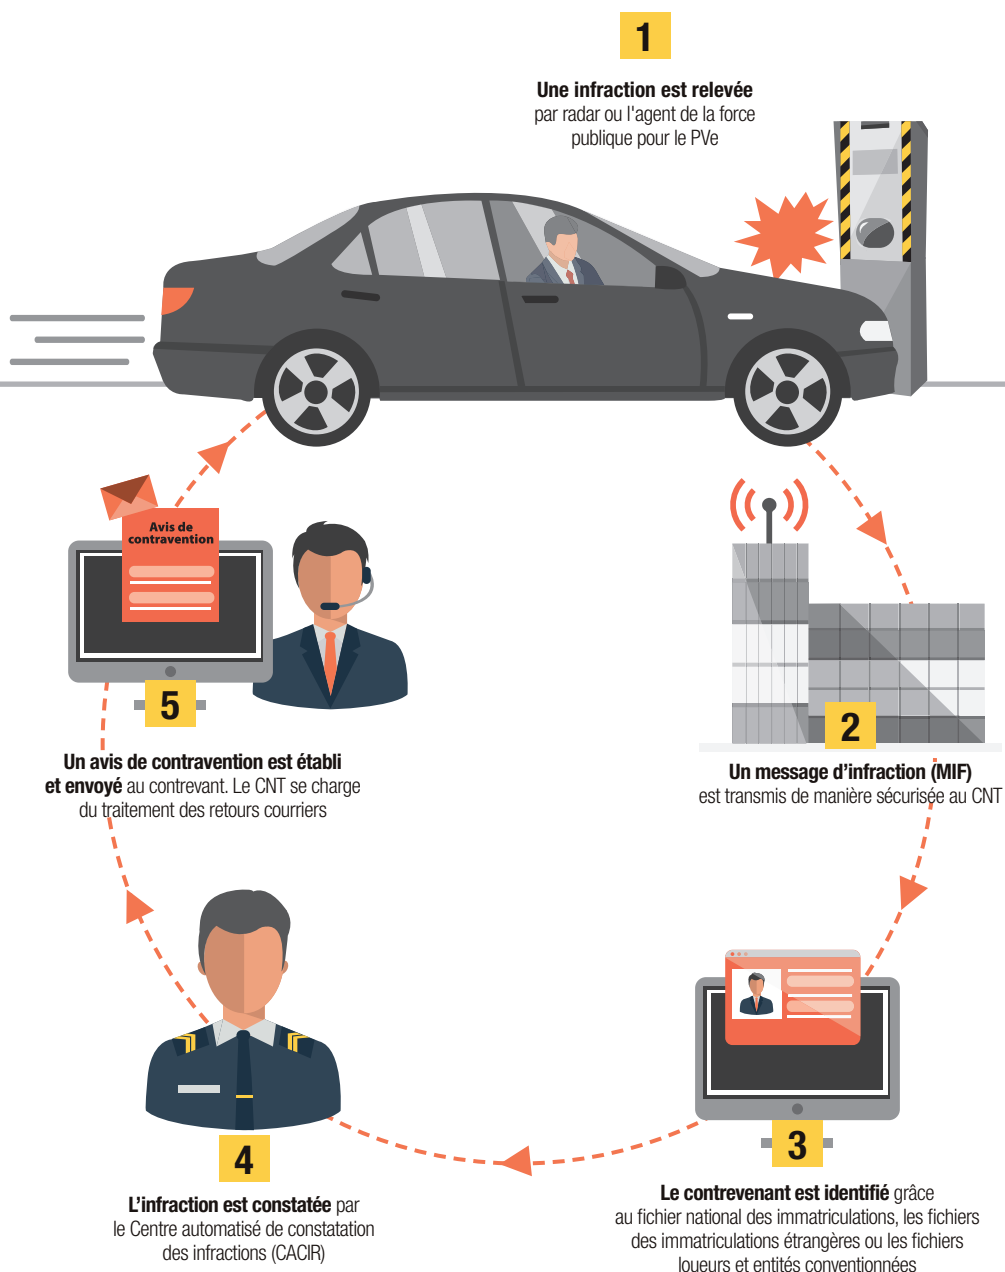 1
Une infraction est relevée
par radar ou l'agent de la force
publique pour le PVe
2
Un message d’infraction (MIF)
est transmis de manière sécurisée au CNT
3
Le contrevenant est identifié grâce
au fichier national des immatriculations, les fichiers
des immatriculations étrangères ou les fichiers
loueurs et entités conventionnées
4
L’infraction est constatée par
le Centre automatisé de constatation
des infractions (CACIR)
Avis de
contravention
5
Un avis de contravention est établi
et envoyé au contrevant. Le CNT se charge
du traitement des retours courriers